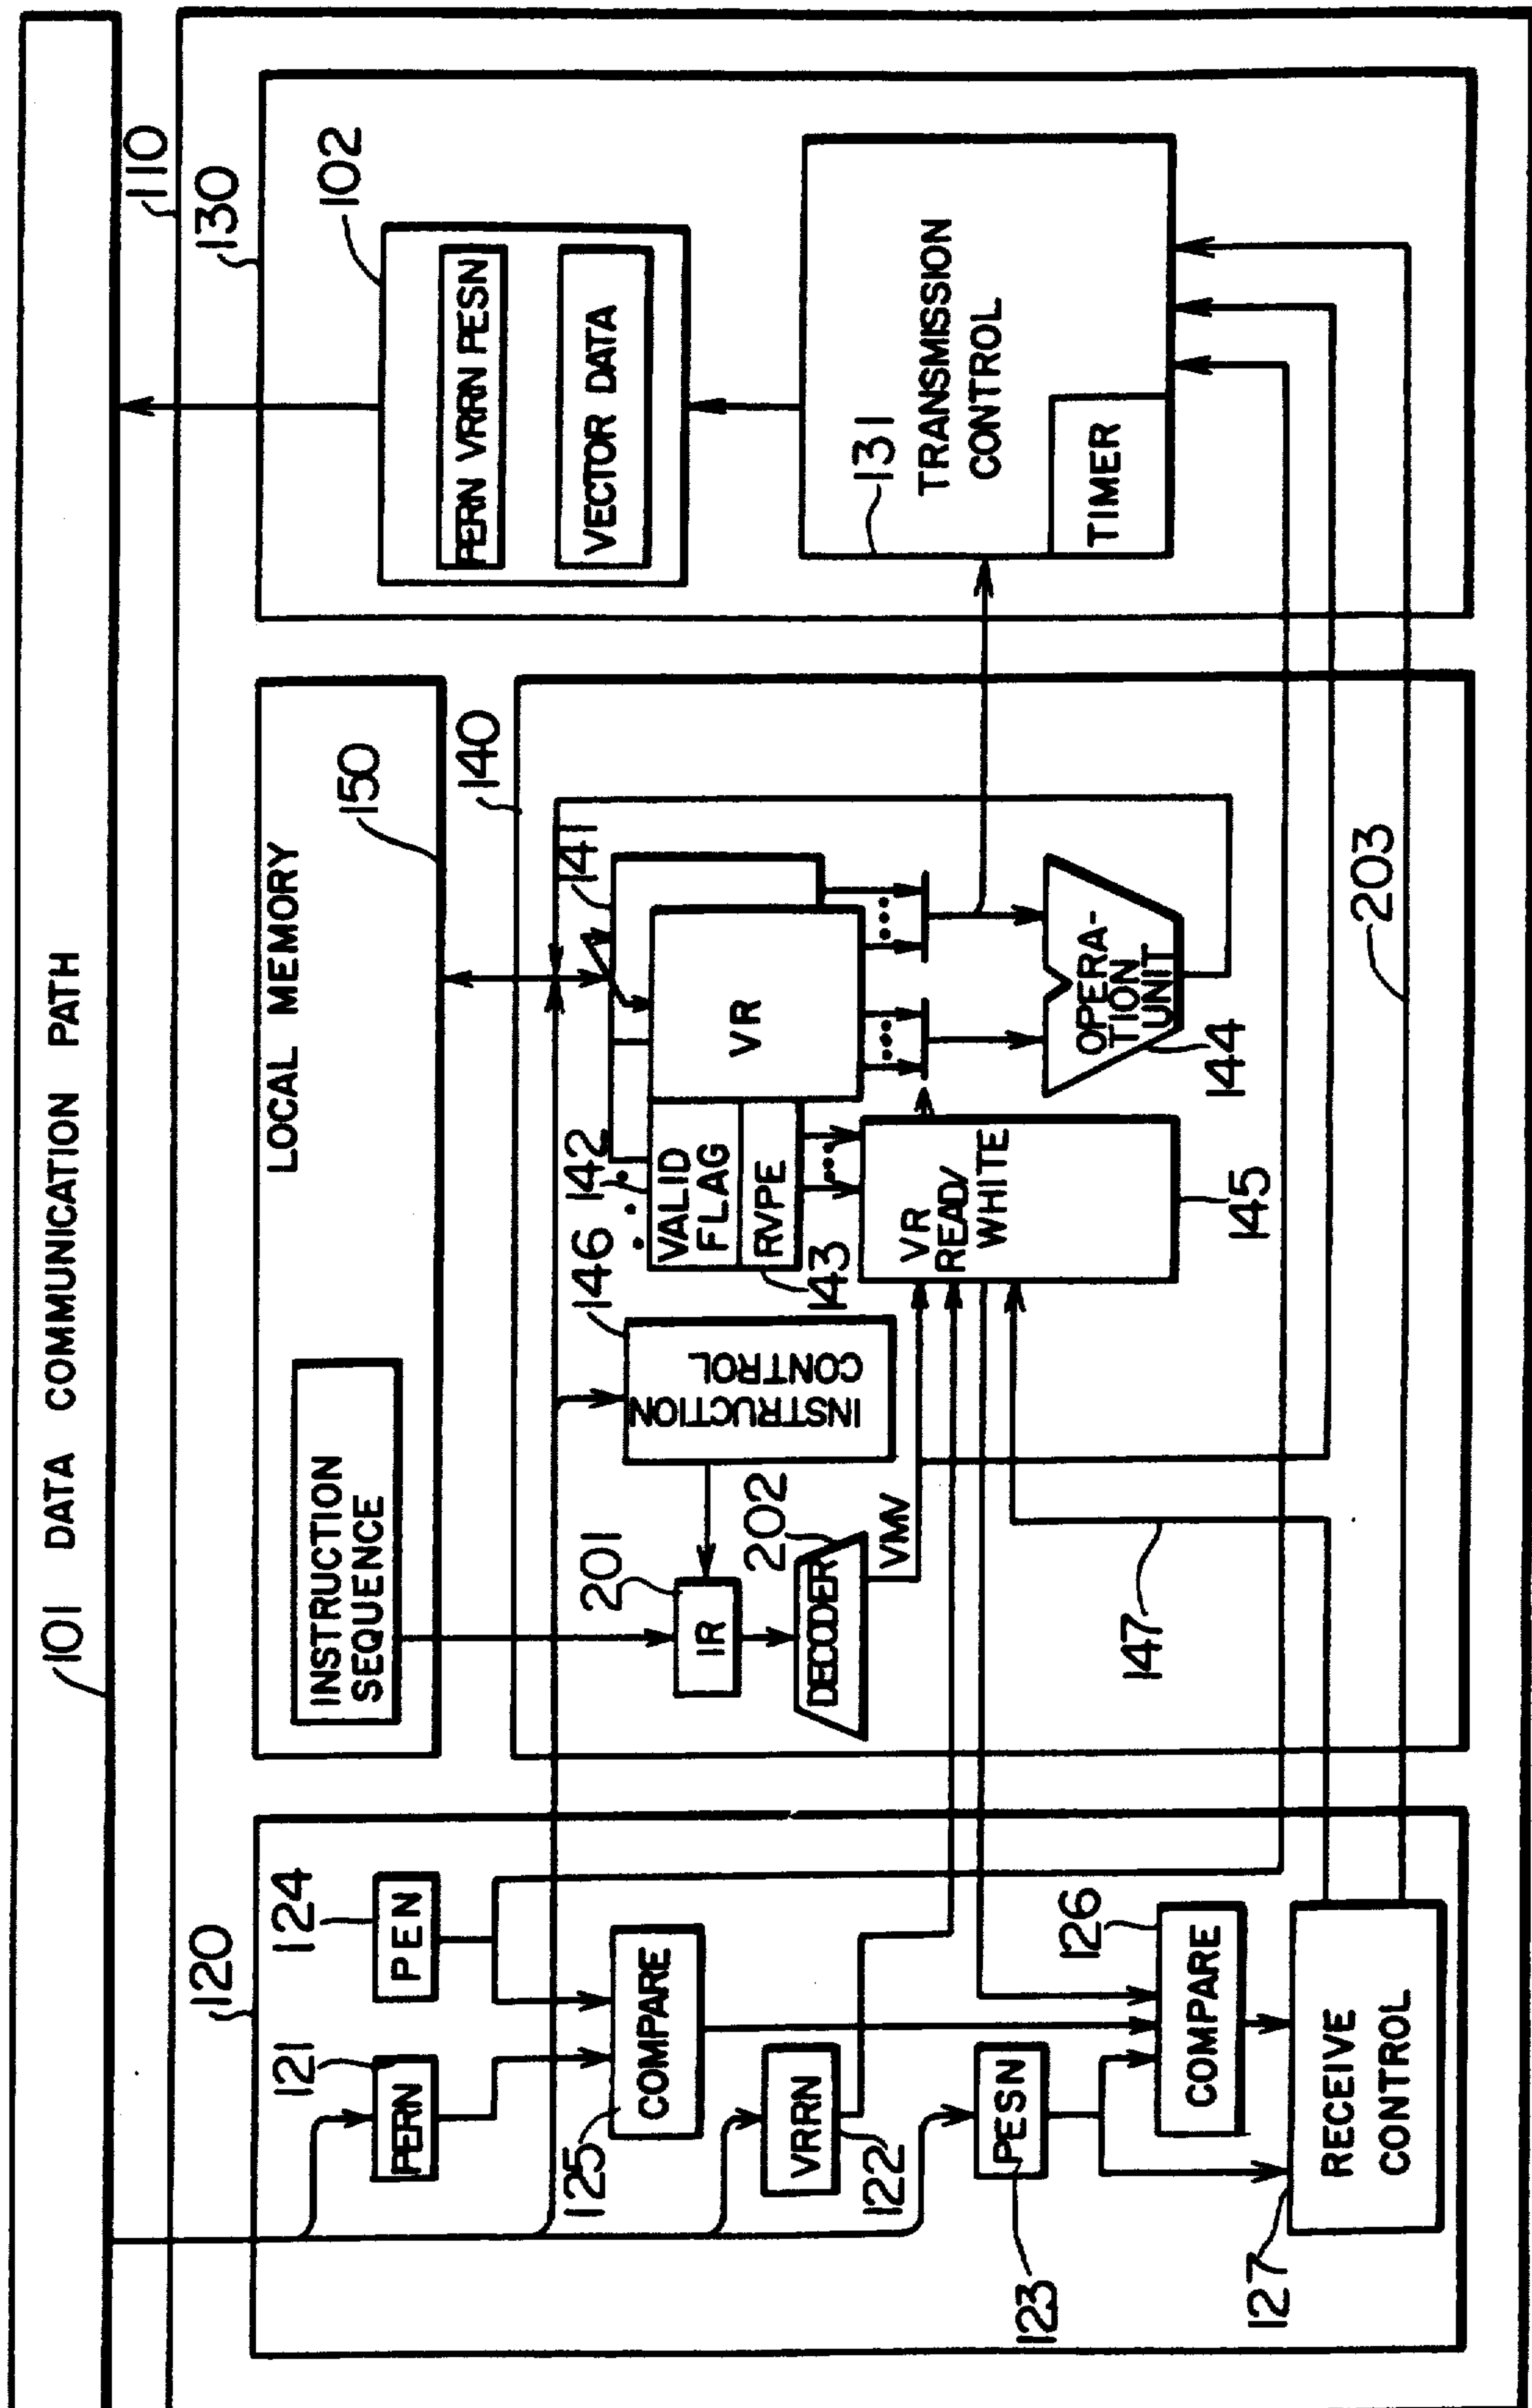 101 DATA COMMUNICATION PATH
110
120
130
LOCAL MEMORY
150
INSTRUCTION
SEQUENCE
140
124
PEN
121
PERN
125
COMPARE
VRRN
122
PESN
123
126
COMPARE
127
RECEIVE
CONTROL
201
IR
202
DECODER
VMV
146
INSTRUCTION
CONTROL
142
VALID
FLAG
RVPE
143
141
VR
VR
READ/
WHITE
145
OPERA-
TION
UNIT
144
147
203
102
PERN VRRN PESN
VECTOR DATA
131
TRANSMISSION
CONTROL
TIMER